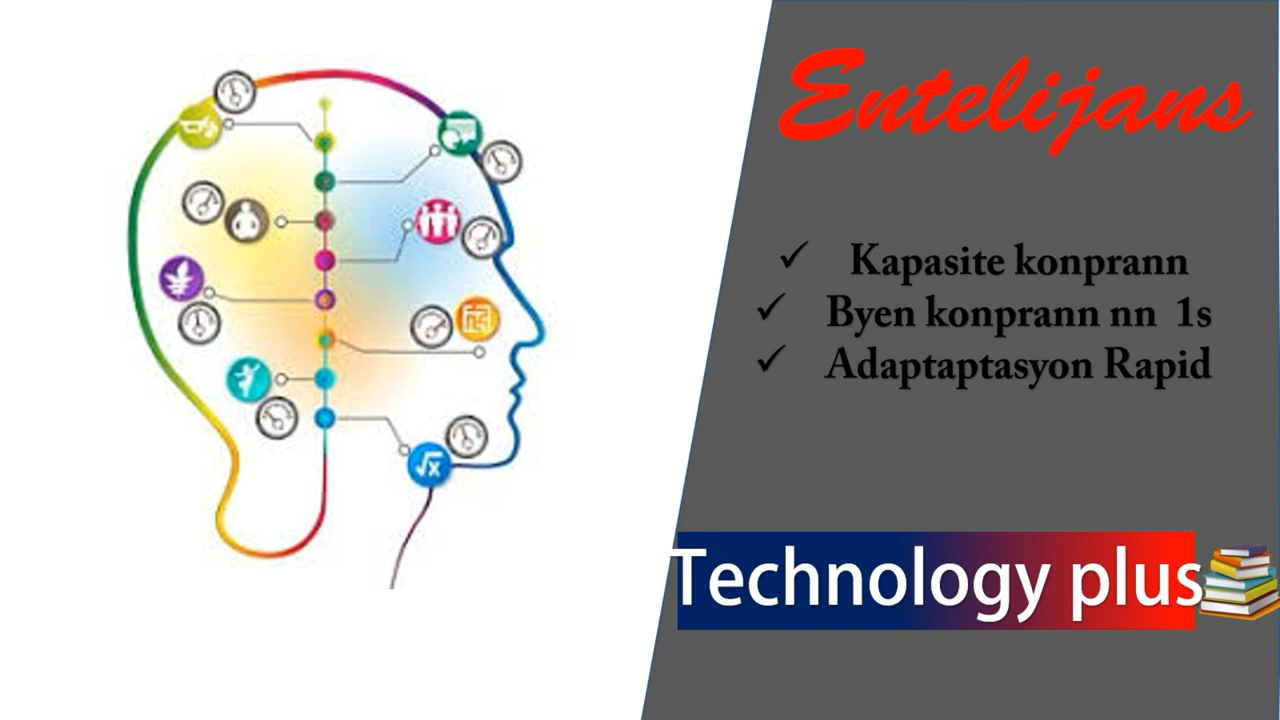 Entelijans
✓ Kapasite konprann
✓ Byen konprann nn 1s
✓ Adaptaptasyon Rapid
√x
Technology plus